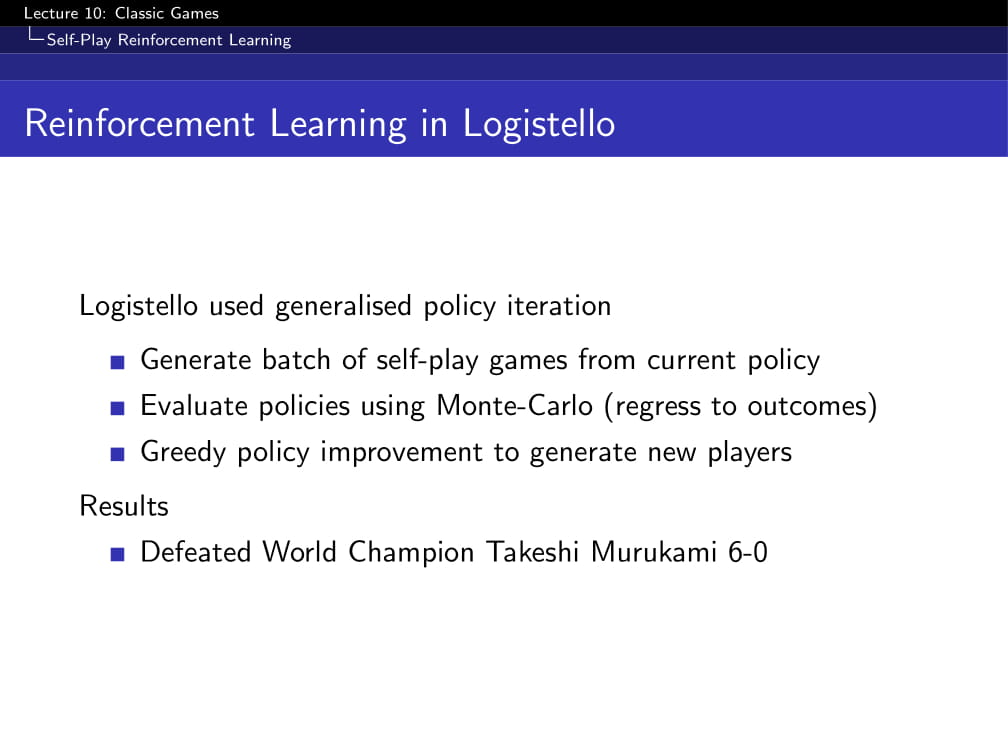 Lecture 10: Classic Games
Self-Play Reinforcement Learning
Reinforcement Learning in Logistello
Logistello used generalised policy iteration
Generate batch of self-play games from current policy
Evaluate policies using Monte-Carlo (regress to outcomes)
Greedy policy improvement to generate new players
Results
Defeated World Champion Takeshi Murukami 6-0